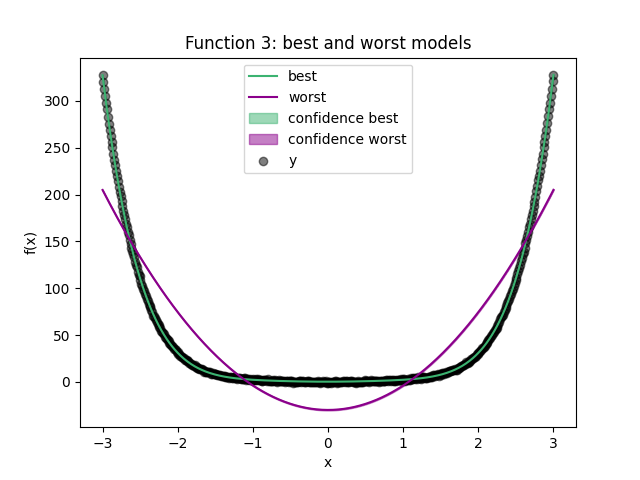 Function 3: best and worst models
best
worst
confidence best
confidence worst
y
f(x)
300
250
200
150
100
50
0
−3
−2
−1
0
1
2
3
x